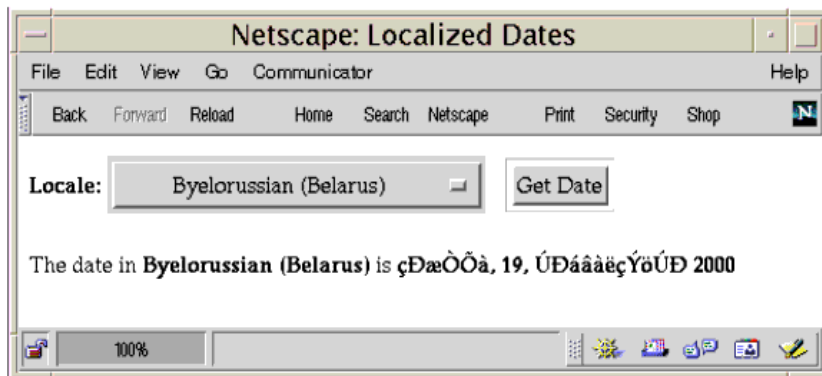 Netscape: Localized Dates
File Edit View Go Communicator Help
Back Forward Reload Home Search Netscape Print Security Shop N
Locale: Byelorussian (Belarus) Get Date
The date in Byelorussian (Belarus) is çÐæÒÕà, 19, ÚÐáâàëçÝöÚÐ 2000
100%